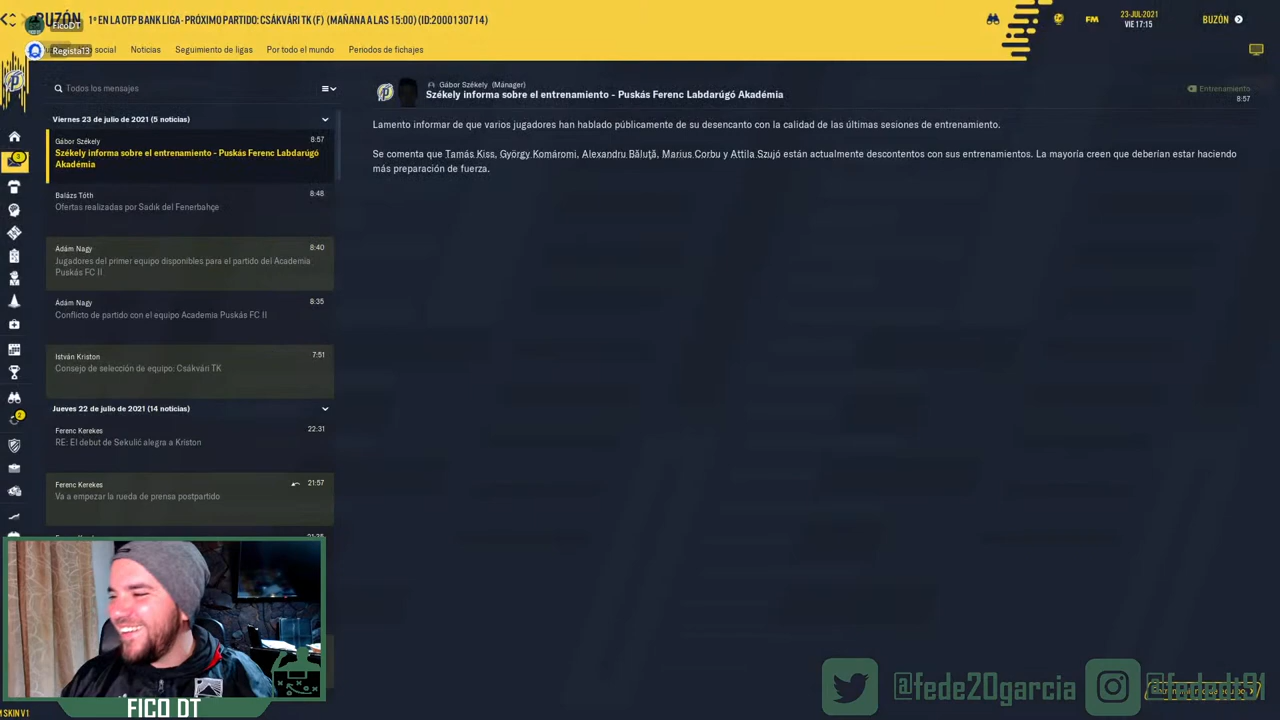 BUZÓN
1º EN LA OTP BANK LIGA - PRÓXIMO PARTIDO: CSÁKVÁRI TK (F) (MAÑANA A LAS 15:00) (ID:2000130714)
FicoDT
Regista13
FM
23-JUL-2021
VIE 17:15
BUZÓN
social
Noticias
Seguimiento de ligas
Por todo el mundo
Periodos de fichajes
Todos los mensajes
Viernes 23 de julio de 2021 (5 noticias)
Gábor Székely
8:57
Székely informa sobre el entrenamiento - Puskás Ferenc Labdarúgó
Akadémia
Balázs Tóth
8:48
Ofertas realizadas por Sadık del Fenerbahçe
Ádám Nagy
8:40
Jugadores del primer equipo disponibles para el partido del Academia
Puskás FC II
Ádám Nagy
8:35
Conflicto de partido con el equipo Academia Puskás FC II
István Kriston
7:51
Consejo de selección de equipo: Csákvári TK
Jueves 22 de julio de 2021 (14 noticias)
Ferenc Kerekes
22:31
RE: El debut de Sekulić alegra a Kriston
Ferenc Kerekes
21:57
Va a empezar la rueda de prensa postpartido
Gábor Székely (Mánager)
Székely informa sobre el entrenamiento - Puskás Ferenc Labdarúgó Akadémia
Entrenamiento
8:57
Lamento informar de que varios jugadores han hablado públicamente de su desencanto con la calidad de las últimas sesiones de entrenamiento.
Se comenta que Tamás Kiss, György Komáromi, Alexandru Băluţă, Marius Corbu y Attila Szujó están actualmente descontentos con sus entrenamientos. La mayoría creen que deberían estar haciendo
más preparación de fuerza.
3
2
FICO DT
@fede20garcia
SKIN V1